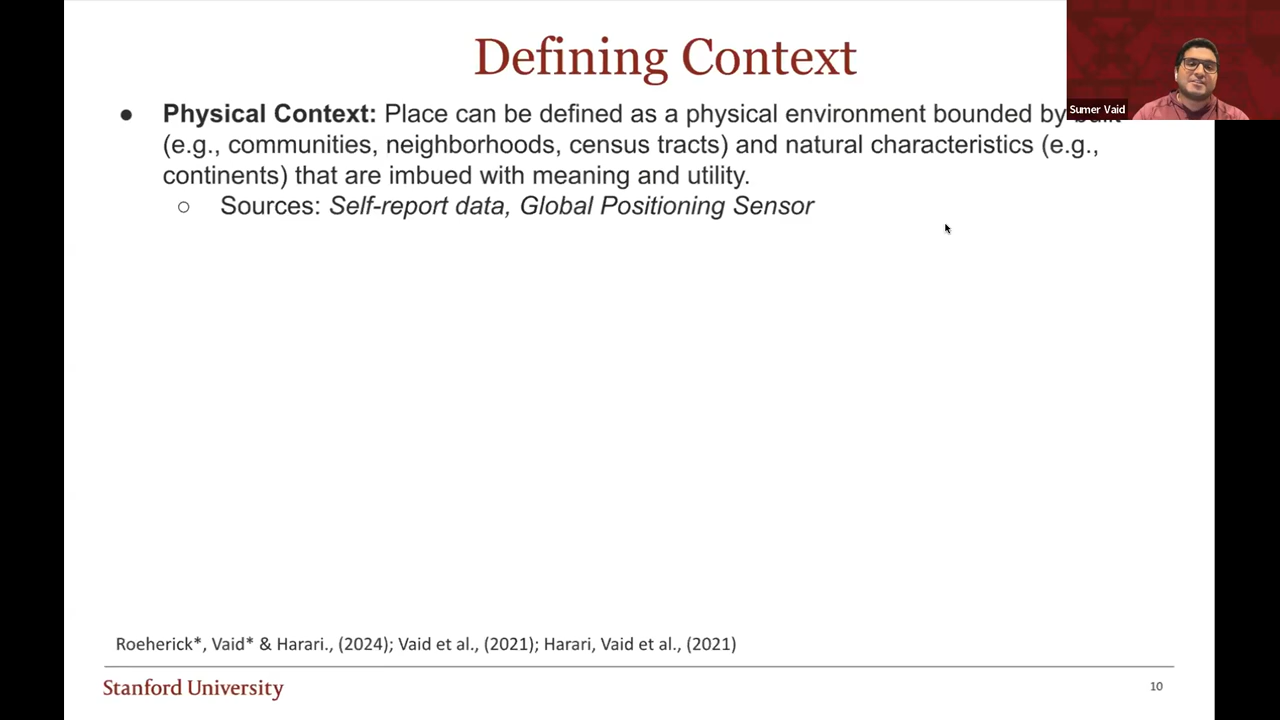 Defining Context
Sumer Vaid
● Physical Context: Place can be defined as a physical environment bounded by
(e.g., communities, neighborhoods, census tracts) and natural characteristics (e.g.,
continents) that are imbued with meaning and utility.
○ Sources: Self-report data, Global Positioning Sensor
Roeherick*, Vaid* & Harari., (2024); Vaid et al., (2021); Harari, Vaid et al., (2021)
Stanford University
10